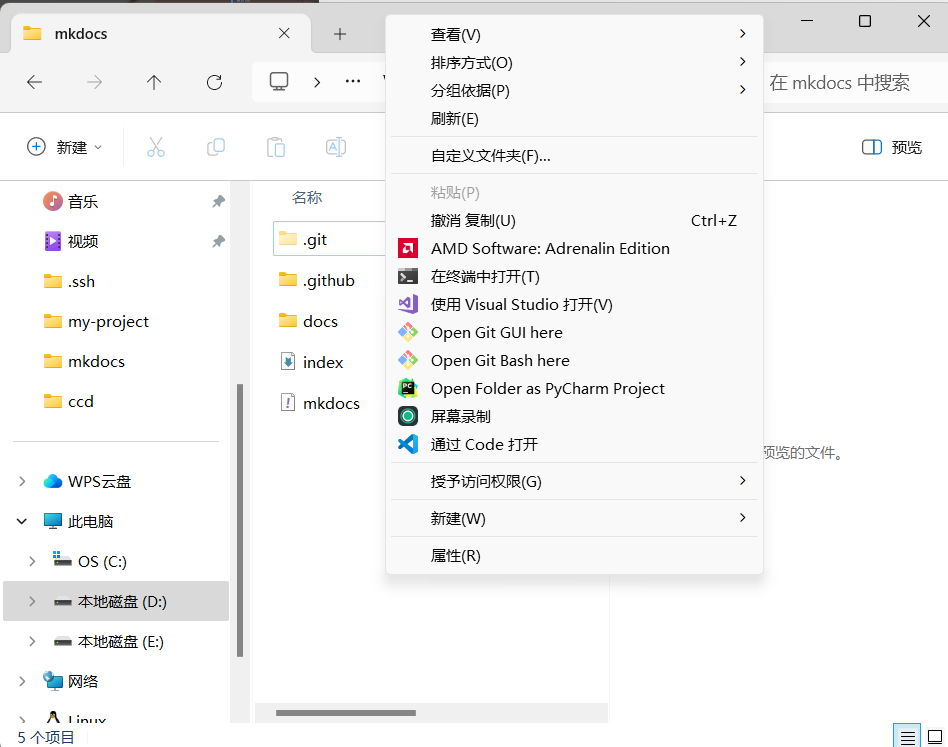 mkdocs
在 mkdocs 中搜索
新建
预览
音乐
视频
.ssh
my-project
mkdocs
ccd
WPS云盘
此电脑
OS (C:)
本地磁盘 (D:)
本地磁盘 (E:)
网络
Linux
5 个项目
名称
.git
.github
docs
index
mkdocs
查看(V)
排序方式(O)
分组依据(P)
刷新(E)
自定义文件夹(F)...
粘贴(P)
撤消 复制(U) Ctrl+Z
AMD Software: Adrenalin Edition
在终端中打开(T)
使用 Visual Studio 打开(V)
Open Git GUI here
Open Git Bash here
Open Folder as PyCharm Project
屏幕录制
通过 Code 打开
授予访问权限(G)
新建(W)
属性(R)
预览的文件。